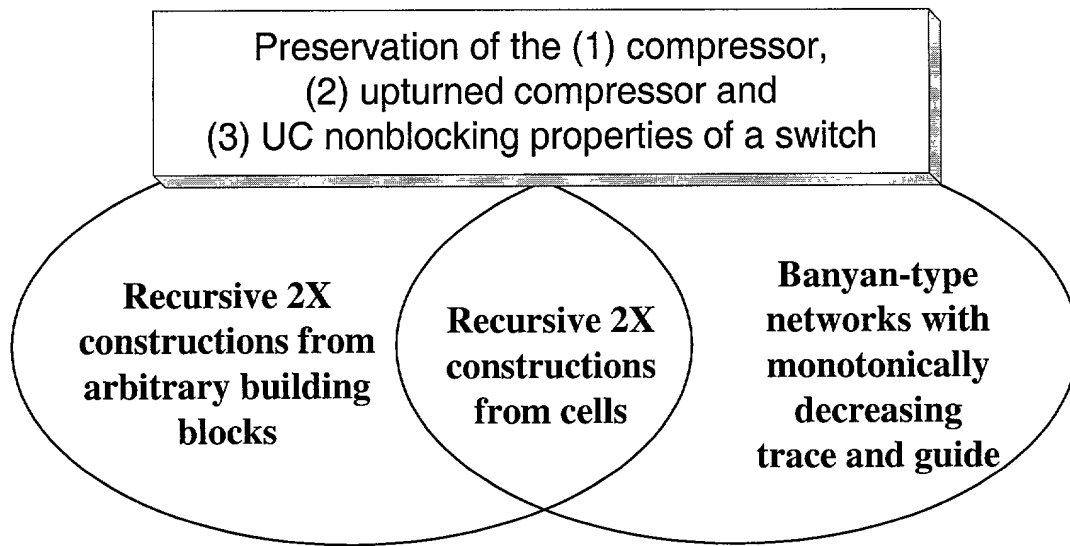 Preservation of the (1) compressor,
(2) upturned compressor and
(3) UC nonblocking properties of a switch
Recursive 2X
constructions from
arbitrary building
blocks
Recursive 2X
constructions
from cells
Banyan-type
networks with
monotonically
decreasing
trace and guide